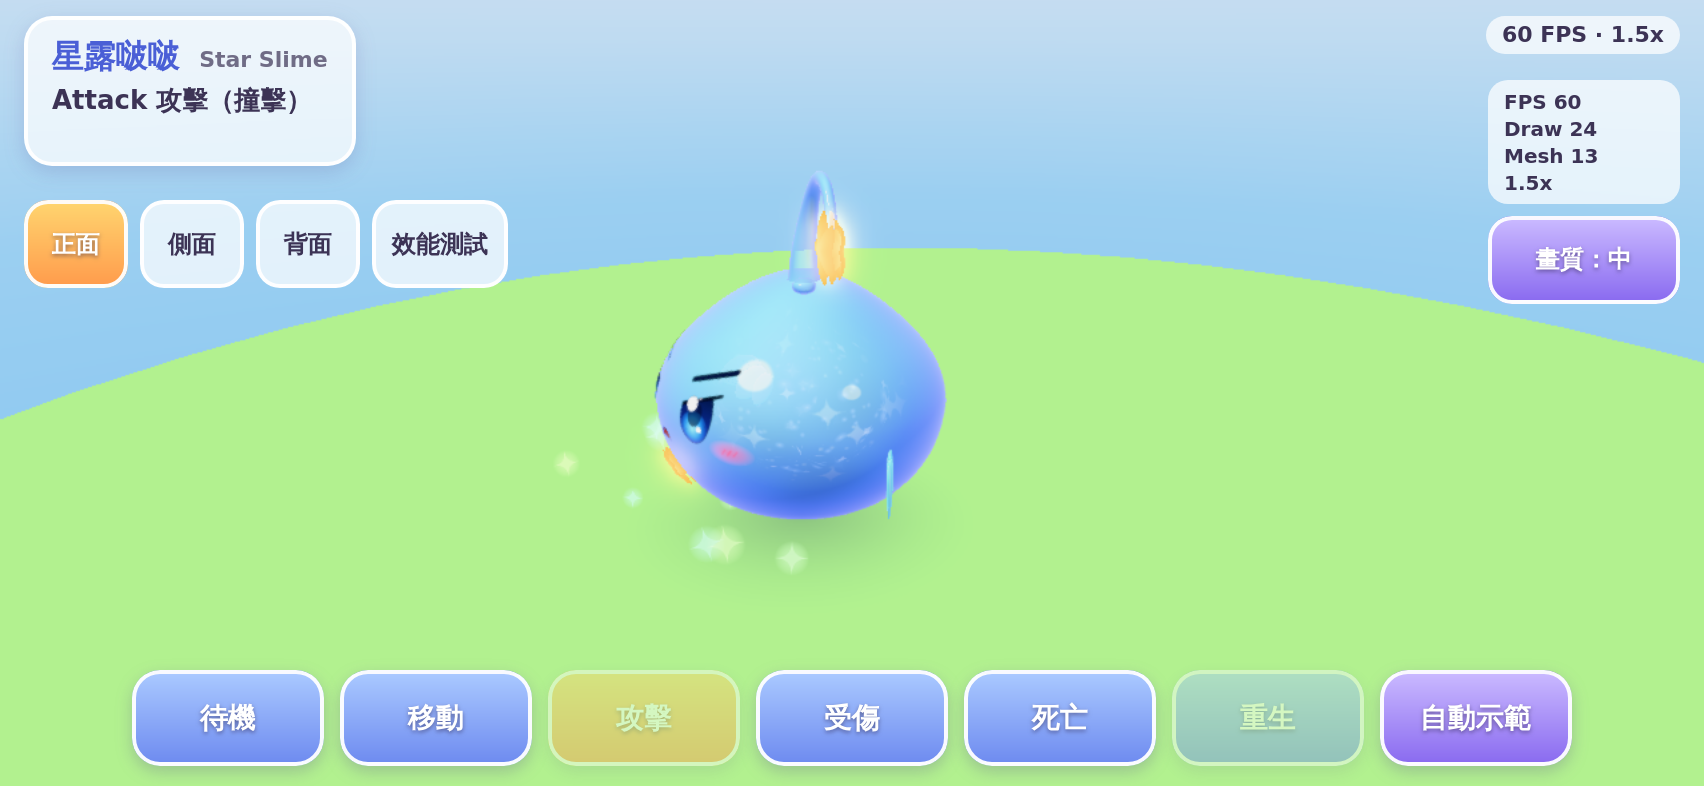 星露啵啵 Star Slime
Attack 攻擊（撞擊）
60 FPS · 1.5x
FPS 60
Draw 24
Mesh 13
1.5x
正面 側面 背面 效能測試
畫質：中
待機 移動 攻擊 受傷 死亡 重生 自動示範